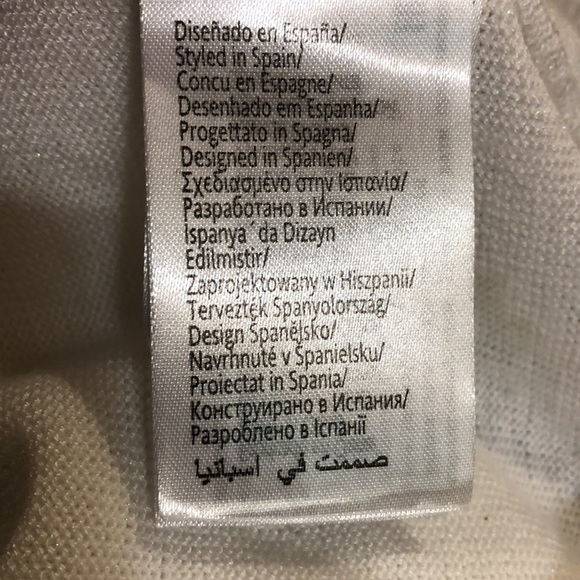 Diseñado en España/
Styled in Spain/
Concu en Espagne/
Desenhado em Espanha/
Progettato in Spagna/
Designed in Spanien/
Σχεδιασμένο στην Ισπανία/
Разработано в Испании/
İspanya´da Dizayn
Edilmistir/
Zaprojektowany w Hiszpanii/
Tervezték Spanyolország/
Design Španělsko/
Navrhnuté v Španielsku/
Proiectat in Spania/
Конструирано в Испания/
Разроблено в Іспанії
صممت في اسبانيا